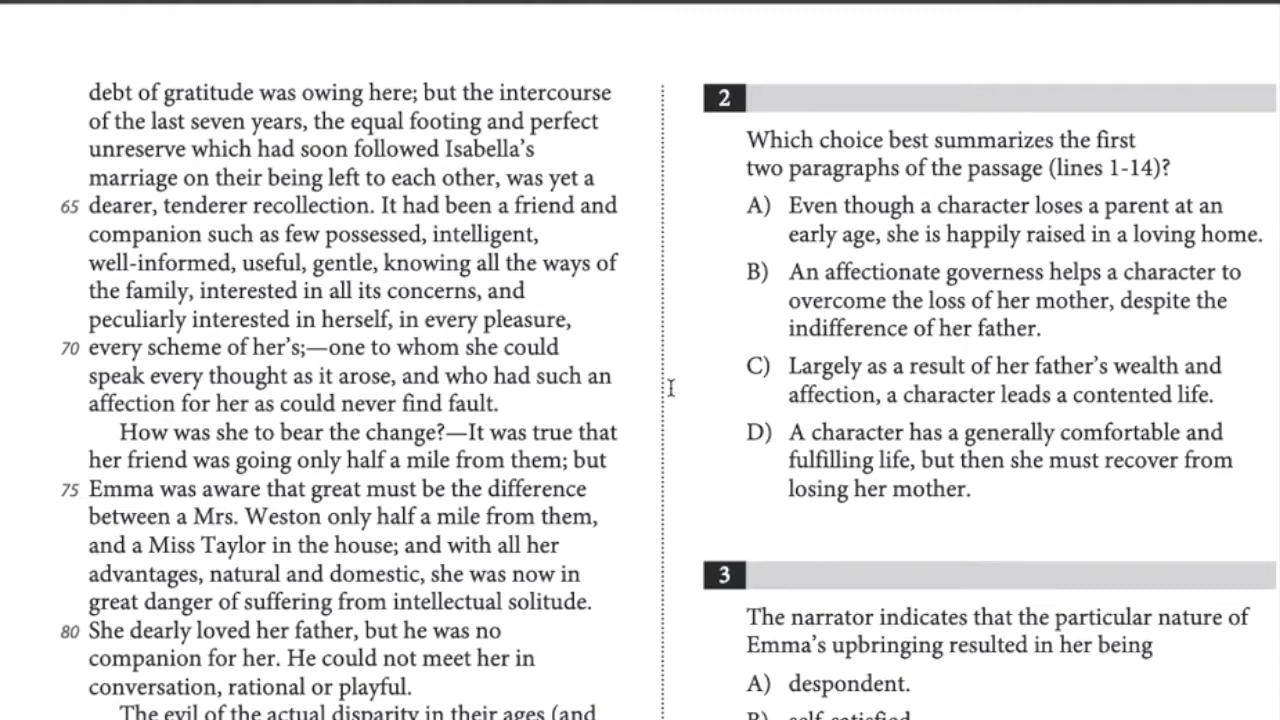 debt of gratitude was owing here; but the intercourse
of the last seven years, the equal footing and perfect
unreserve which had soon followed Isabella's
marriage on their being left to each other, was yet a
65 dearer, tenderer recollection. It had been a friend and
companion such as few possessed, intelligent,
well-informed, useful, gentle, knowing all the ways of
the family, interested in all its concerns, and
peculiarly interested in herself, in every pleasure,
70 every scheme of her's;—one to whom she could
speak every thought as it arose, and who had such an
affection for her as could never find fault.
How was she to bear the change?—It was true that
her friend was going only half a mile from them; but
75 Emma was aware that great must be the difference
between a Mrs. Weston only half a mile from them,
and a Miss Taylor in the house; and with all her
advantages, natural and domestic, she was now in
great danger of suffering from intellectual solitude.
80 She dearly loved her father, but he was no
companion for her. He could not meet her in
conversation, rational or playful.
The evil of the actual disparity in their ages (and
2
Which choice best summarizes the first
two paragraphs of the passage (lines 1-14)?
A) Even though a character loses a parent at an
early age, she is happily raised in a loving home.
B) An affectionate governess helps a character to
overcome the loss of her mother, despite the
indifference of her father.
C) Largely as a result of her father's wealth and
affection, a character leads a contented life.
D) A character has a generally comfortable and
fulfilling life, but then she must recover from
losing her mother.
3
The narrator indicates that the particular nature of
Emma's upbringing resulted in her being
A) despondent.
B) self-satisfied.